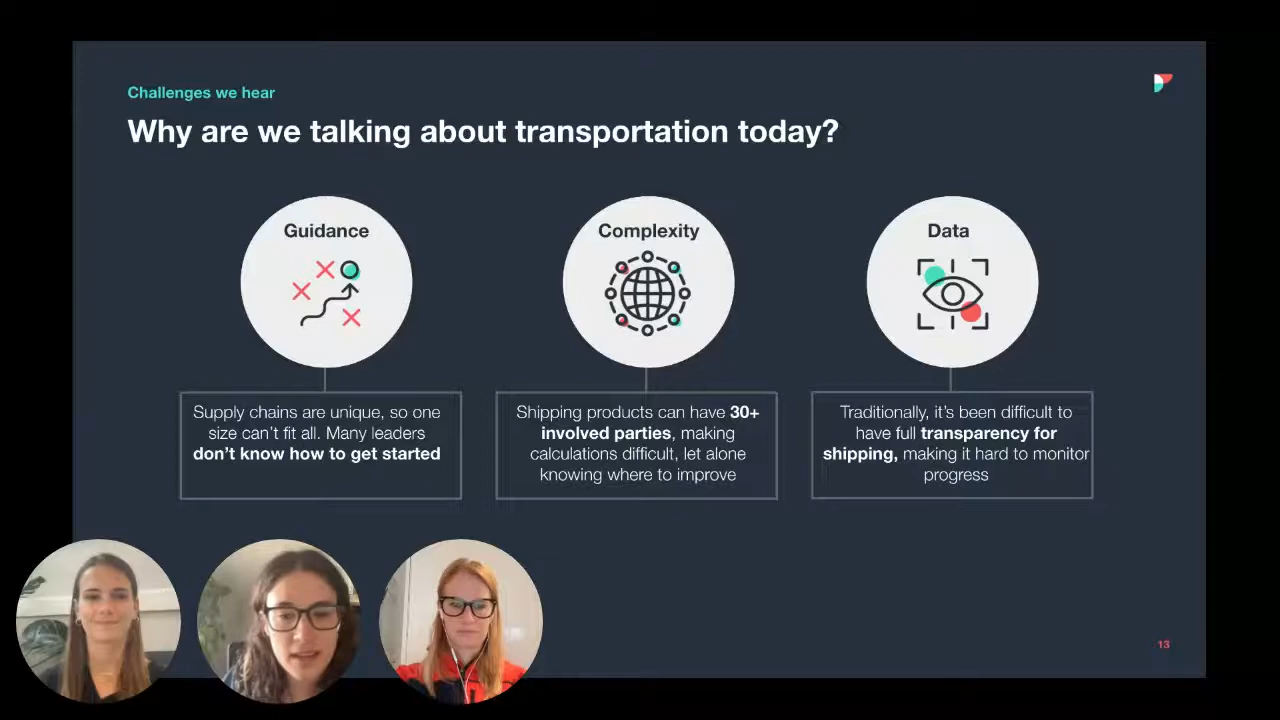 Challenges we hear
Why are we talking about transportation today?
Guidance
Supply chains are unique, so one
size can't fit all. Many leaders
don't know how to get started
Complexity
Shipping products can have 30+
involved parties, making
calculations difficult, let alone
knowing where to improve
Data
Traditionally, it's been difficult to
have full transparency for
shipping, making it hard to monitor
progress
13